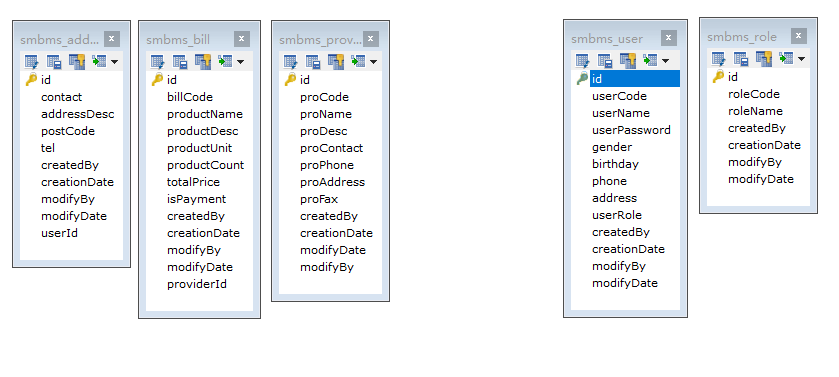 smbms_add...
id
contact
addressDesc
postCode
tel
createdBy
creationDate
modifyBy
modifyDate
userId
smbms_bill
id
billCode
productName
productDesc
productUnit
productCount
totalPrice
isPayment
createdBy
creationDate
modifyBy
modifyDate
providerId
smbms_prov...
id
proCode
proName
proDesc
proContact
proPhone
proAddress
proFax
createdBy
creationDate
modifyDate
modifyBy
smbms_user
id
userCode
userName
userPassword
gender
birthday
phone
address
userRole
createdBy
creationDate
modifyBy
modifyDate
smbms_role
id
roleCode
roleName
createdBy
creationDate
modifyBy
modifyDate